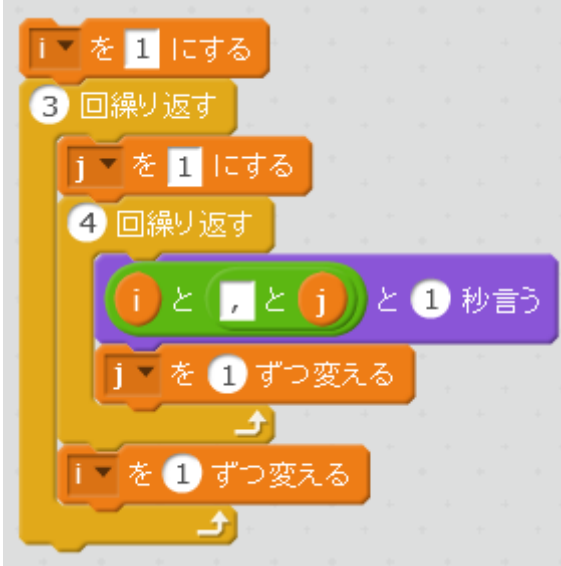 i を 1 にする
3 回繰り返す
j を 1 にする
4 回繰り返す
i と , と j と 1 秒言う
j を 1 ずつ変える
i を 1 ずつ変える